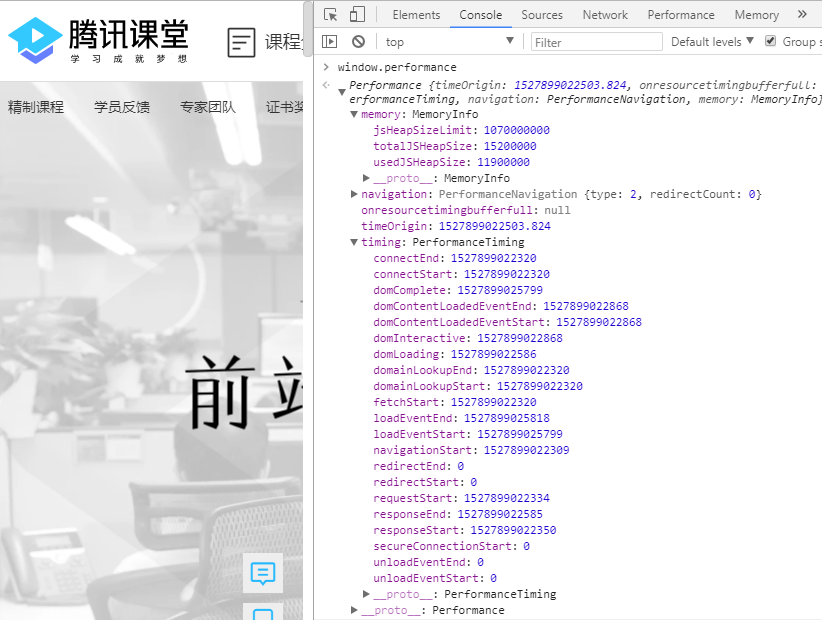 腾讯课堂
学习成就梦想
课程
精制课程 学员反馈 专家团队 证书奖
前
Elements Console Sources Network Performance Memory »
top Filter Default levels Group s
window.performance
Performance {timeOrigin: 1527899022503.824, onresourcetimingbufferfull:
erformanceTiming, navigation: PerformanceNavigation, memory: MemoryInfo}
memory: MemoryInfo
jsHeapSizeLimit: 1070000000
totalJSHeapSize: 15200000
usedJSHeapSize: 11900000
__proto__: MemoryInfo
navigation: PerformanceNavigation {type: 2, redirectCount: 0}
onresourcetimingbufferfull: null
timeOrigin: 1527899022503.824
timing: PerformanceTiming
connectEnd: 1527899022320
connectStart: 1527899022320
domComplete: 1527899025799
domContentLoadedEventEnd: 1527899022868
domContentLoadedEventStart: 1527899022868
domInteractive: 1527899022868
domLoading: 1527899022586
domainLookupEnd: 1527899022320
domainLookupStart: 1527899022320
fetchStart: 1527899022320
loadEventEnd: 1527899025818
loadEventStart: 1527899025799
navigationStart: 1527899022309
redirectEnd: 0
redirectStart: 0
requestStart: 1527899022334
responseEnd: 1527899022585
responseStart: 1527899022350
secureConnectionStart: 0
unloadEventEnd: 0
unloadEventStart: 0
__proto__: PerformanceTiming
__proto__: Performance